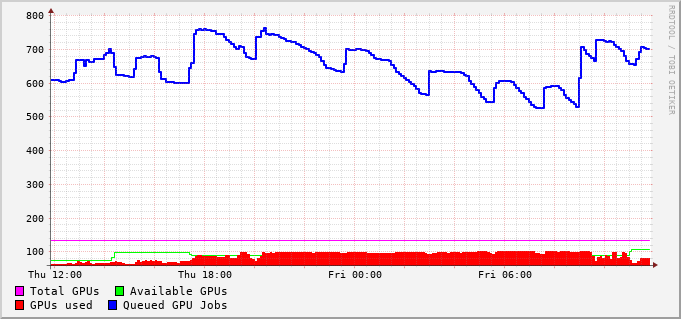 800
700
600
500
400
300
200
100
Thu 12:00 Thu 18:00 Fri 00:00 Fri 06:00
Total GPUs Available GPUs
GPUs used Queued GPU Jobs
RRDTOOL / TOBI OETIKER